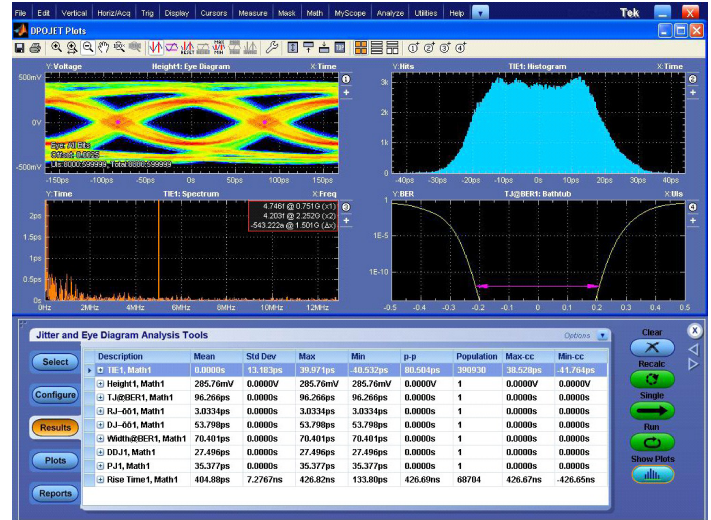 File Edit Vertical Horiz/Acq Trig Display Cursors Measure Mask Math MyScope Analyze Utilities Help Tek X
DPOJET Plots
Y:Voltage Height1: Eye Diagram X:Time
500mV
0V
-500mV
Eye: All Bits
Offset: 0.0025
UIs:8000:599999, Total:8000:599999
-150ps -100ps -50ps 0s 50ps 100ps 150ps
Y:Hits TIE1: Histogram X:Time
3k
2k
1k
0
-40ps -30ps -20ps -10ps 0s 10ps 20ps 30ps 40ps
Y:Time TIE1: Spectrum X:Freq
4.746f @ 0.751G (x1)
4.203f @ 2.252G (x2)
-543.222a @ 1.501G (Δx)
2ps
1.5ps
1ps
0.5ps
0s
0Hz 2MHz 4MHz 6MHz 8MHz 10MHz 12MHz
Y:BER TJ@BER1: Bathtub X:UIs
1
1E-5
1E-10
-0.5 -0.4 -0.3 -0.2 -0.1 0 0.1 0.2 0.3 0.4 0.5
Jitter and Eye Diagram Analysis Tools Options
Select
Configure
Results
Plots
Reports
Description Mean Std Dev Max Min p-p Population Max-cc Min-cc
TIE1, Math1 0.0000s 13.183ps 39.971ps -40.532ps 80.504ps 390930 38.528ps -41.764ps
Height1, Math1 285.76mV 0.0000V 285.76mV 285.76mV 0.0000V 1 0.0000V 0.0000V
TJ@BER1, Math1 96.266ps 0.0000s 96.266ps 96.266ps 0.0000s 1 0.0000s 0.0000s
RJ-δδ1, Math1 3.0334ps 0.0000s 3.0334ps 3.0334ps 0.0000s 1 0.0000s 0.0000s
DJ-δδ1, Math1 53.798ps 0.0000s 53.798ps 53.798ps 0.0000s 1 0.0000s 0.0000s
Width@BER1, Math1 70.401ps 0.0000s 70.401ps 70.401ps 0.0000s 1 0.0000s 0.0000s
DDJ1, Math1 27.496ps 0.0000s 27.496ps 27.496ps 0.0000s 1 0.0000s 0.0000s
PJ1, Math1 35.377ps 0.0000s 35.377ps 35.377ps 0.0000s 1 0.0000s 0.0000s
Rise Time1, Math1 404.88ps 7.2767ns 426.82ns 133.80ps 426.69ns 68704 426.67ns -426.65ns
Clear
Recalc
Single
Run
Show Plots